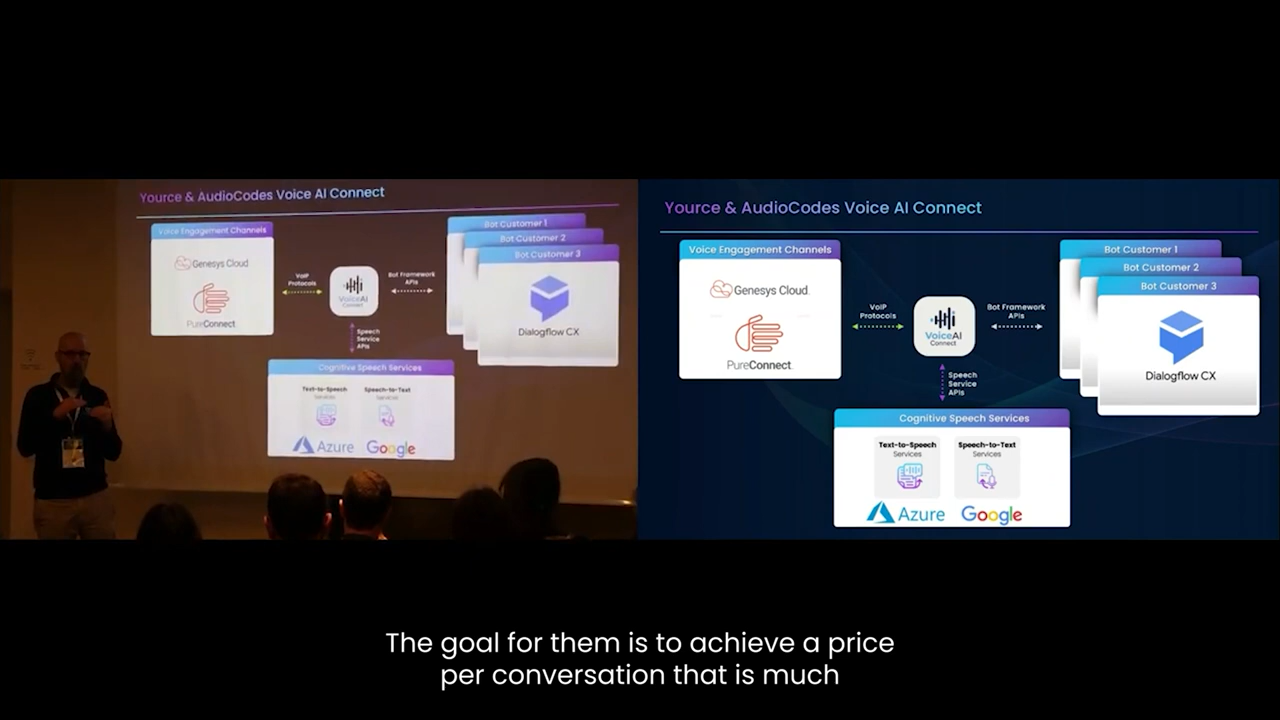 Yource & AudioCodes Voice AI Connect
Voice Engagement Channels
Genesys Cloud
PureConnect
VoIP
Protocols
VoiceAI
Connect
Bot Framework
APIs
Bot Customer 1
Bot Customer 2
Bot Customer 3
Dialogflow CX
Speech
Service
APIs
Cognitive Speech Services
Text-to-Speech
Services
Speech-to-Text
Services
Azure
Google
Yource & AudioCodes Voice AI Connect
Voice Engagement Channels
Genesys Cloud
PureConnect
VoIP
Protocols
VoiceAI
Connect
Bot Framework
APIs
Bot Customer 1
Bot Customer 2
Bot Customer 3
Dialogflow CX
Speech
Service
APIs
Cognitive Speech Services
Text-to-Speech
Services
Speech-to-Text
Services
Azure
Google
The goal for them is to achieve a price
per conversation that is much